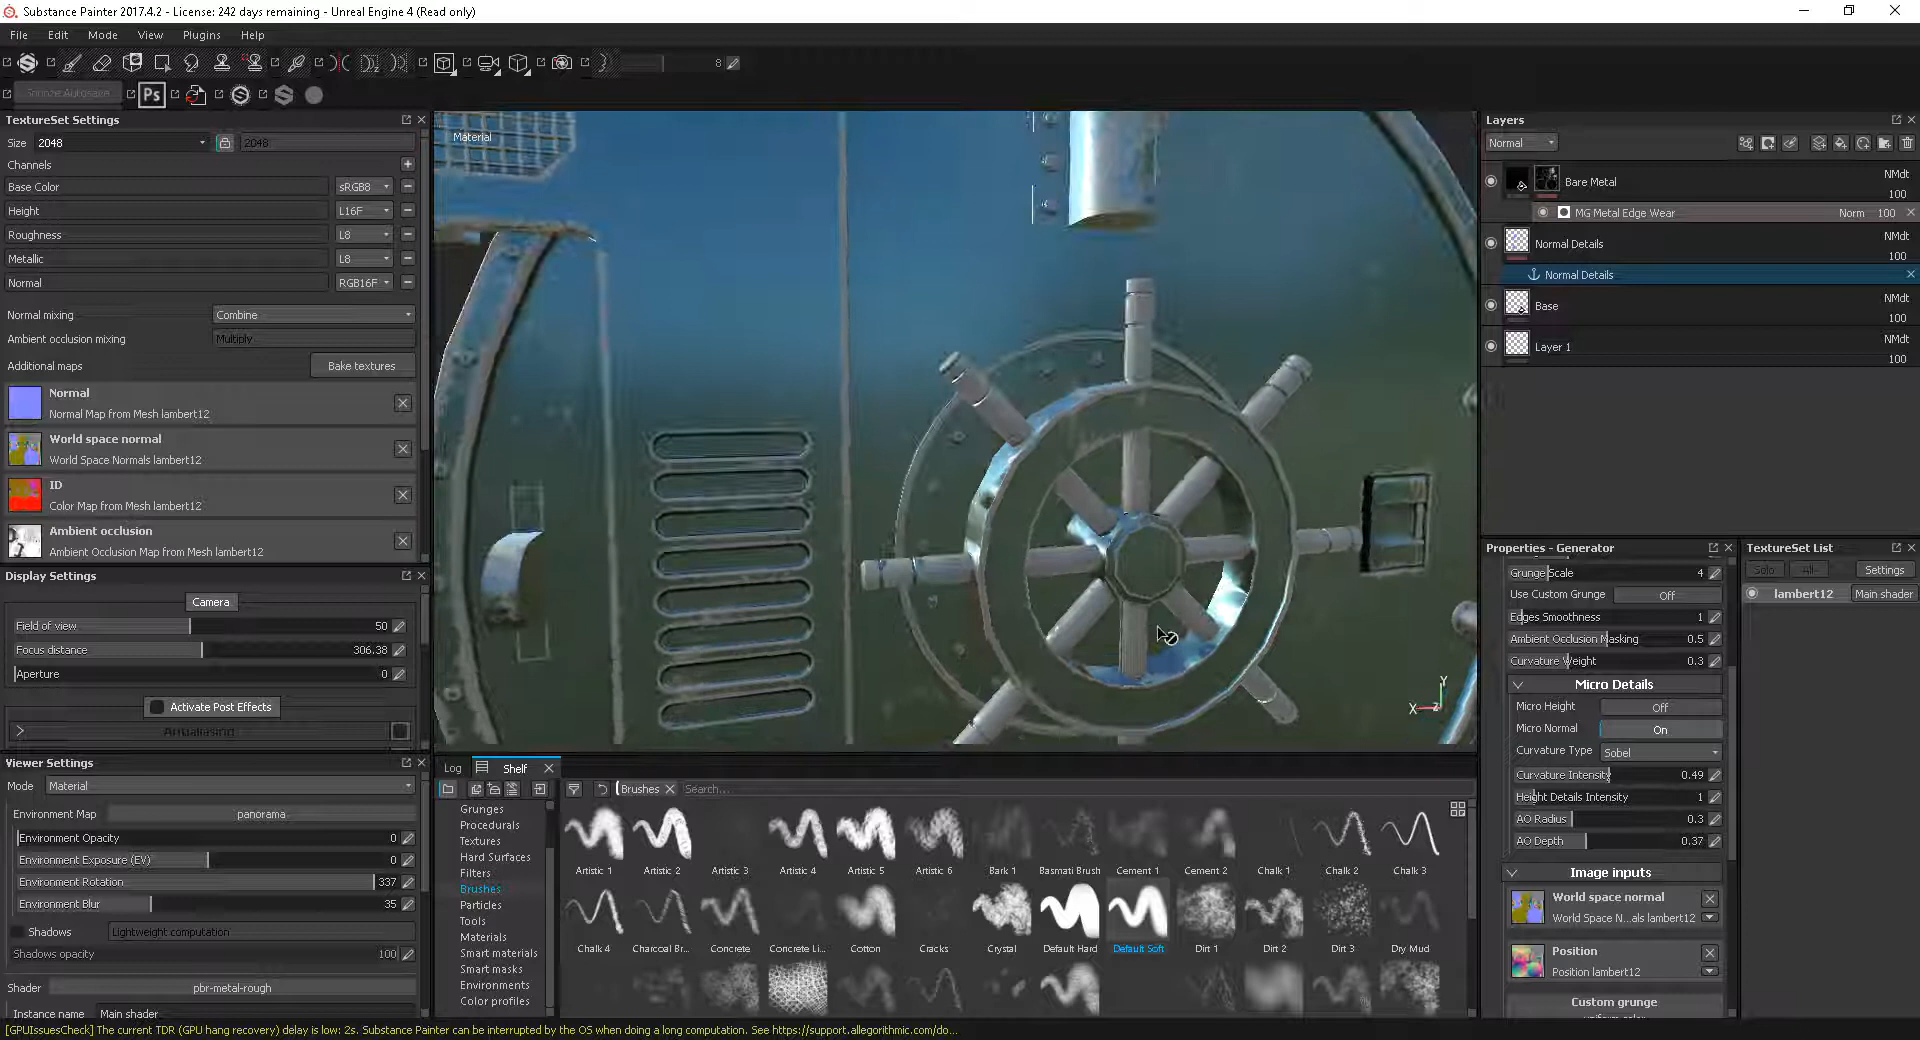 Substance Painter 2017.4.2 - License: 242 days remaining - Unreal Engine 4 (Read only)
File Edit Mode View Plugins Help
8
Source Autosave
Ps
TextureSet Settings
Size 2048 2048
Channels
Base Color sRGB8
Height L16F
Roughness L8
Metallic L8
Normal RGB16F
Normal mixing Combine
Ambient occlusion mixing Multiply
Additional maps Bake textures
Normal
Normal Map from Mesh lambert12
World space normal
World Space Normals lambert12
ID
Color Map from Mesh lambert12
Ambient occlusion
Ambient Occlusion Map from Mesh lambert12
Display Settings
Camera
Field of view 50
Focus distance 306.38
Aperture 0
Activate Post Effects
Antialiasing
Viewer Settings
Mode Material
Environment Map panorama
Environment Opacity 0
Environment Exposure (EV) 0
Environment Rotation 337
Environment Blur 35
Shadows Lightweight computation
Shadows opacity 100
Shader pbr-metal-rough
Instance name Main shader
Material
Y
X Z
Log Shelf
Brushes Search...
Grunges
Procedurals
Textures
Hard Surfaces
Filters
Brushes
Particles
Tools
Materials
Smart materials
Smart masks
Environments
Color profiles
Artistic 1 Artistic 2 Artistic 3 Artistic 4 Artistic 5 Artistic 6 Bark 1 Basmati Brush Cement 1 Cement 2 Chalk 1 Chalk 2 Chalk 3
Chalk 4 Charcoal Br... Concrete Concrete Li... Cotton Cracks Crystal Default Hard Default Soft Dirt 1 Dirt 2 Dirt 3 Dry Mud
Layers
Normal
Bare Metal NMdt
100
MG Metal Edge Wear Norm 100
Normal Details NMdt
100
Normal Details
Base NMdt
100
Layer 1 NMdt
100
Properties - Generator
Grunge Scale 4
Use Custom Grunge Off
Edges Smoothness 1
Ambient Occlusion Masking 0.5
Curvature Weight 0.3
Micro Details
Micro Height Off
Micro Normal On
Curvature Type Sobel
Curvature Intensity 0.49
Height Details Intensity 1
AO Radius 0.3
AO Depth 0.37
Image inputs
World space normal
World Space N...als lambert12
Position
Position lambert12
Custom grunge
uniform color
TextureSet List
Solo All Settings
lambert12 Main shader
[GPUIssuesCheck] The current TDR (GPU hang recovery) delay is low: 2s. Substance Painter can be interrupted by the OS when doing a long computation. See https://support.allegorithmic.com/do...